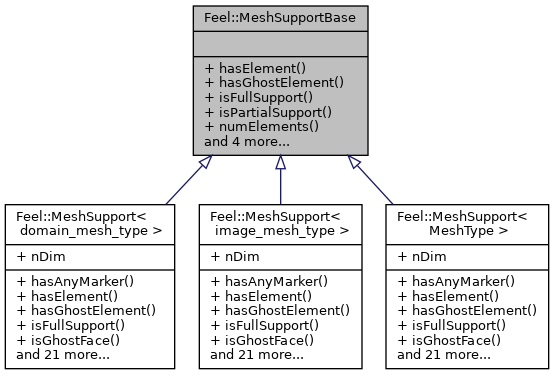 Feel::MeshSupportBase
+ hasElement()
+ hasGhostElement()
+ isFullSupport()
+ isPartialSupport()
+ numElements()
and 4 more...
Feel::MeshSupport<
domain_mesh_type >
+ nDim
+ hasAnyMarker()
+ hasElement()
+ hasGhostElement()
+ isFullSupport()
+ isGhostFace()
and 21 more...
Feel::MeshSupport<
image_mesh_type >
+ nDim
+ hasAnyMarker()
+ hasElement()
+ hasGhostElement()
+ isFullSupport()
+ isGhostFace()
and 21 more...
Feel::MeshSupport<
MeshType >
+ nDim
+ hasAnyMarker()
+ hasElement()
+ hasGhostElement()
+ isFullSupport()
+ isGhostFace()
and 21 more...